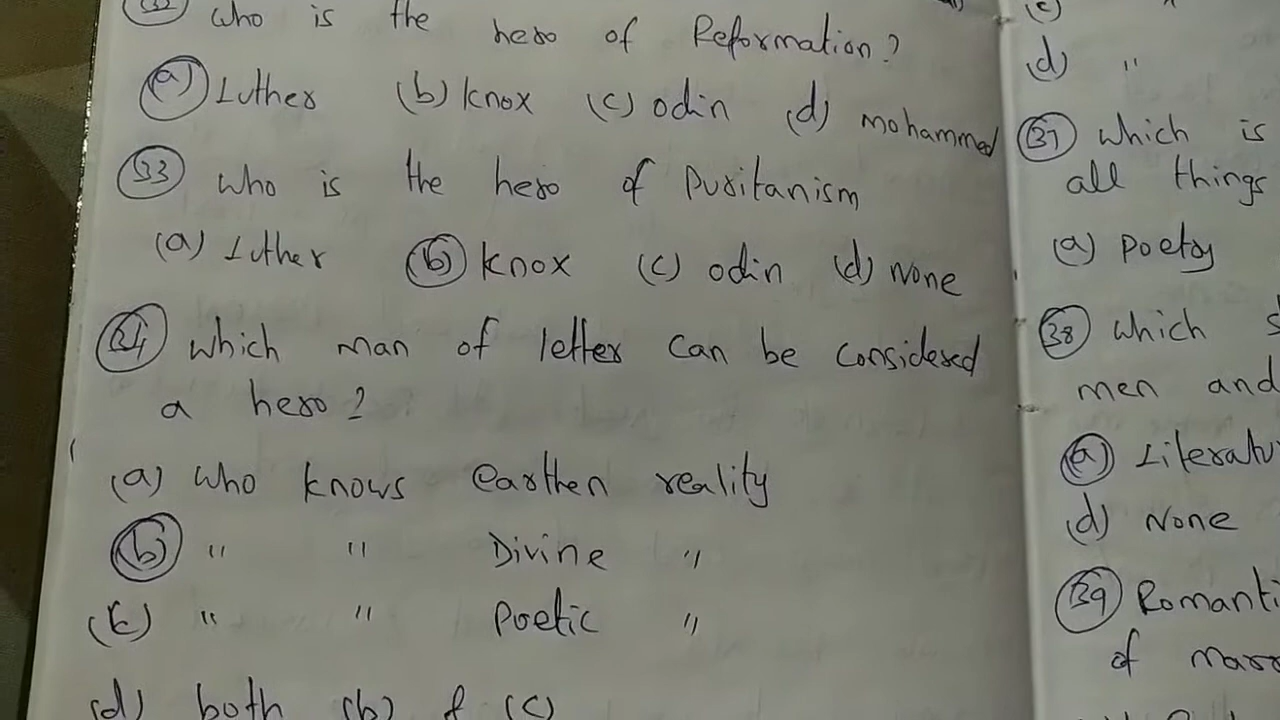 (32) Who is the hero of Reformation?
(a) Luther (b) Knox (c) odin (d) mohammed
(33) Who is the hero of Puritanism
(a) Luther (b) Knox (c) odin (d) None
(34) Which man of letter can be considered
a hero?
(a) Who knows earthen reality
(b) " " Divine "
(c) " " Poetic "
(d) both (b) & (c)
(c)
(d) "
(37) Which is
all things
(a) Poetry
(38) Which
men and
(a) Literatu
(d) None
(39) Romanti
of marr